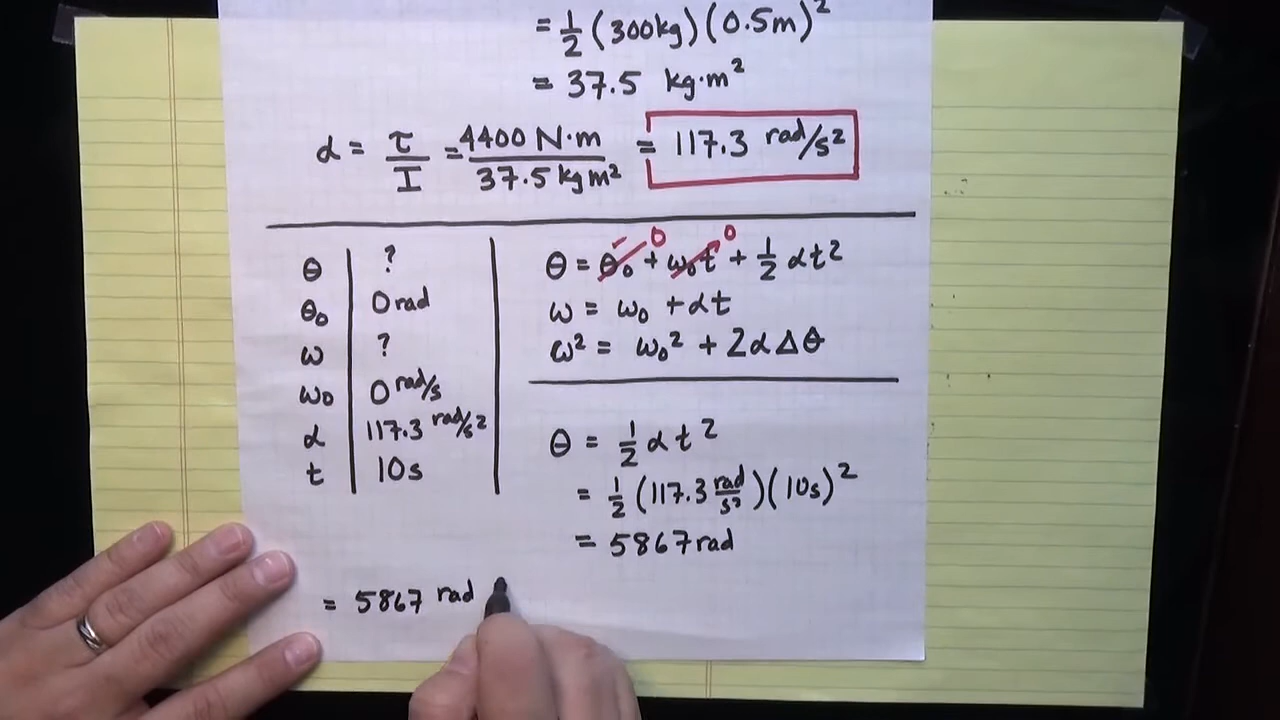 = 1/2 (300kg)(0.5m)²
= 37.5 kg·m²
α = τ/I = 4400 N·m / 37.5 kg m² = 117.3 rad/s²
θ ?
θ₀ 0 rad
ω ?
ω₀ 0 rad/s
α 117.3 rad/s²
t 10s
θ = θ₀ 0 + ω₀t 0 + 1/2 αt²
ω = ω₀ + αt
ω² = ω₀² + 2αΔθ
θ = 1/2 αt²
= 1/2 (117.3 rad/s²)(10s)²
= 5867 rad
= 5867 rad